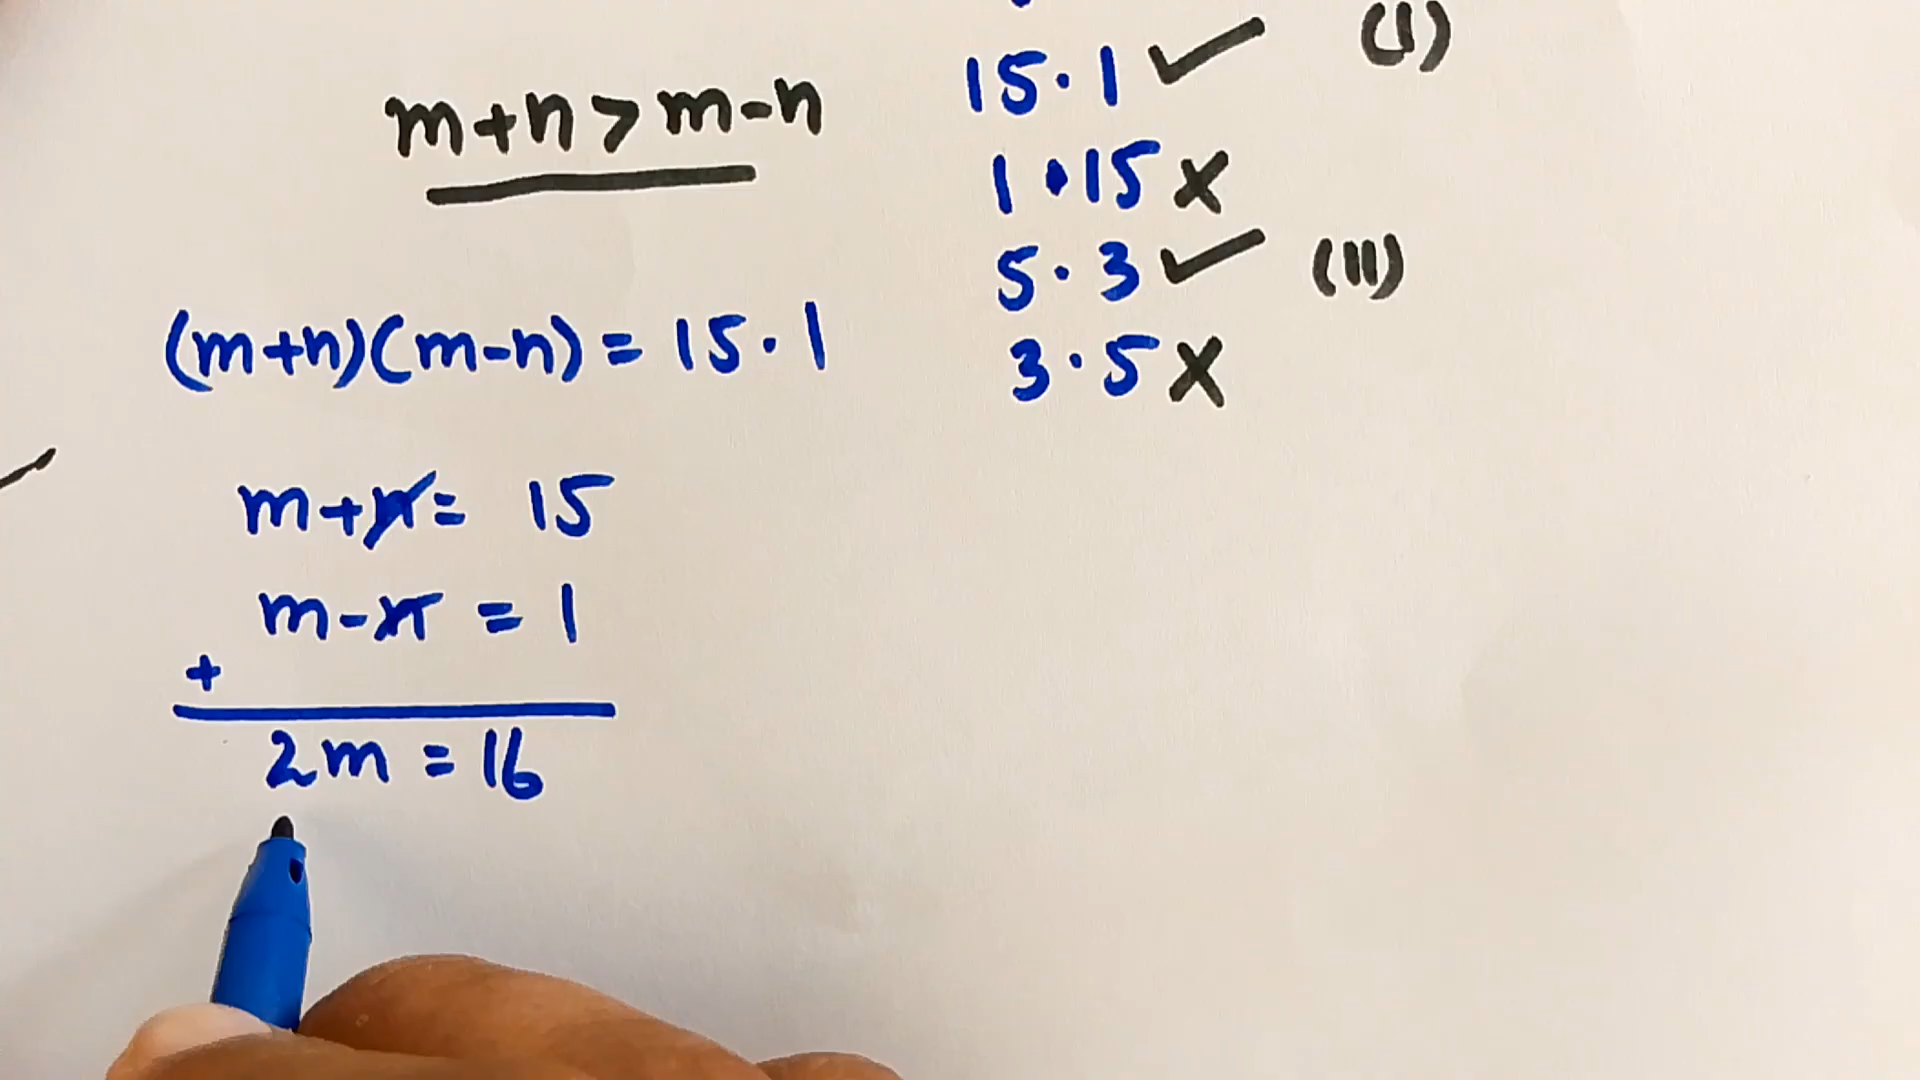 m+n>m-n
15·1 ✓ (I)
1·15 x
5·3 ✓ (II)
3·5 x
(m+n)(m-n)=15·1
m+n= 15
m-n = 1
+
2m = 16